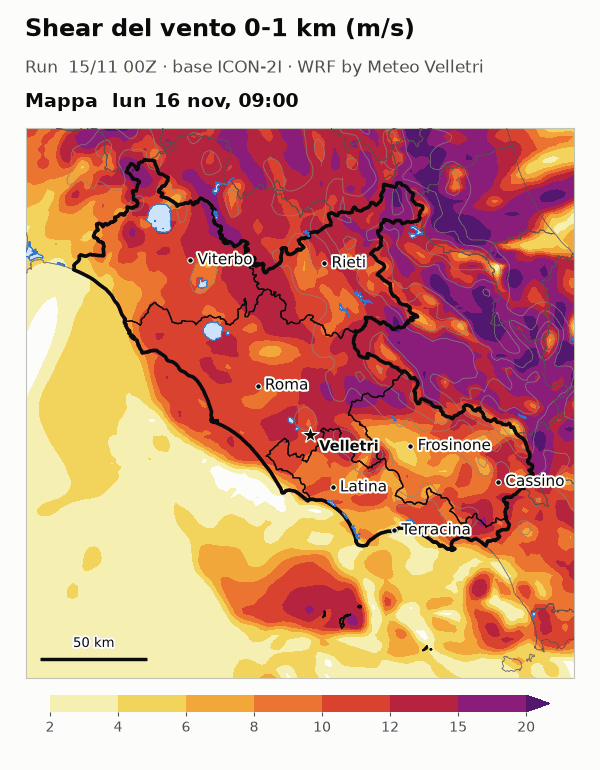 Shear del vento 0-1 km (m/s)
Run  15/11 00Z · base ICON-2I · WRF by Meteo Velletri
Mappa  lun 16 nov, 09:00
Viterbo
Rieti
Roma
Velletri
Frosinone
Latina
Cassino
Terracina
50 km
2 4 6 8 10 12 15 20